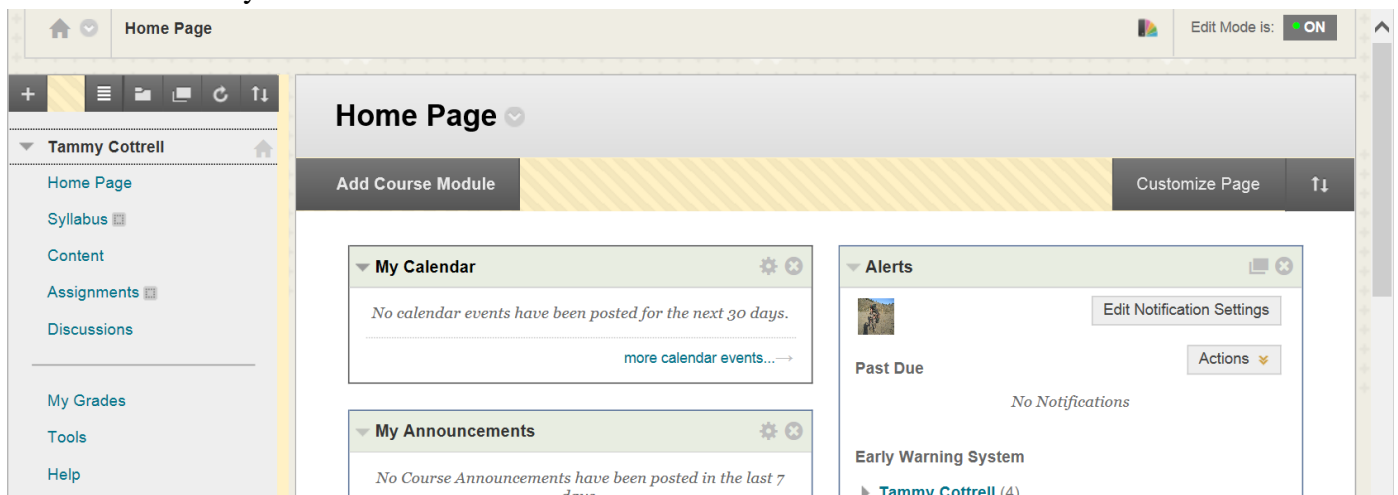 Home Page
Edit Mode is: ON
Tammy Cottrell
Home Page
Syllabus
Content
Assignments
Discussions
My Grades
Tools
Help
Home Page
Add Course Module
Customize Page
My Calendar
No calendar events have been posted for the next 30 days.
more calendar events...→
My Announcements
No Course Announcements have been posted in the last 7
Alerts
Edit Notification Settings
Actions
Past Due
No Notifications
Early Warning System
Tammy Cottrell (4)